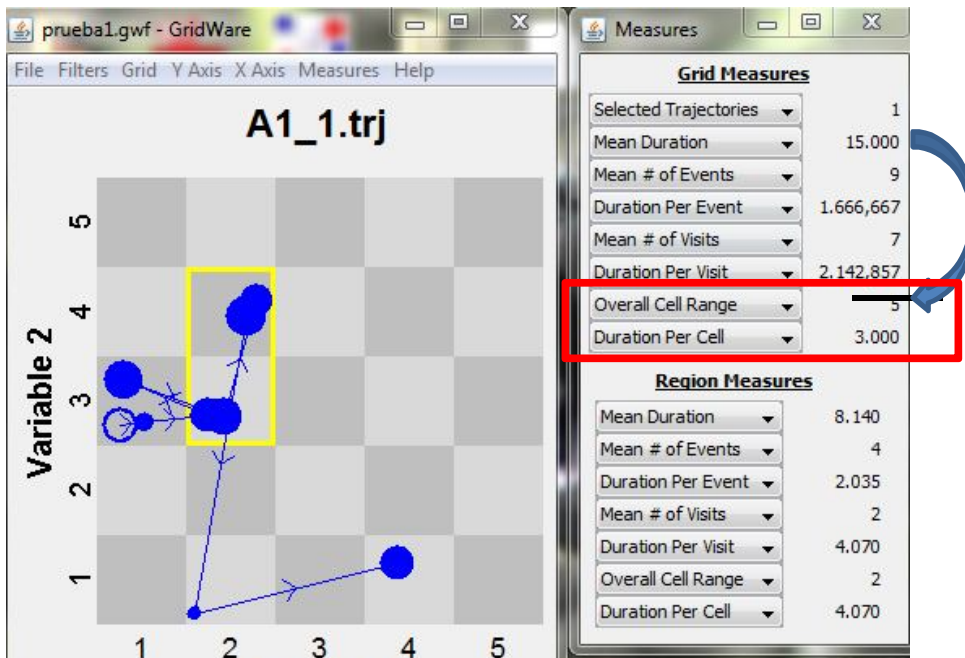 prueba1.gwf - GridWare
File Filters Grid Y Axis X Axis Measures Help
A1_1.trj
Variable 2
5
4
3
2
1
1 2 3 4 5
Measures
Grid Measures
Selected Trajectories 1
Mean Duration 15.000
Mean # of Events 9
Duration Per Event 1.666,667
Mean # of Visits 7
Duration Per Visit 2.142.857
Overall Cell Range 5
Duration Per Cell 3.000
Region Measures
Mean Duration 8.140
Mean # of Events 4
Duration Per Event 2.035
Mean # of Visits 2
Duration Per Visit 4.070
Overall Cell Range 2
Duration Per Cell 4.070